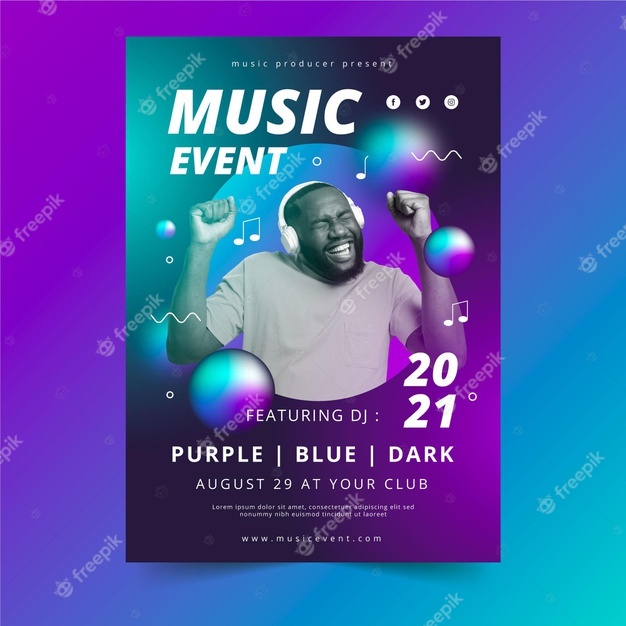 music producer present
MUSIC
EVENT
20
21
FEATURING DJ :
PURPLE | BLUE | DARK
AUGUST 29 AT YOUR CLUB
Lorem ipsum dolor sit amet, consectetuer adipiscing elit, sed diam
nonummy nibh euismod tincidunt ut laoreet
www.musicevent.com
freepik